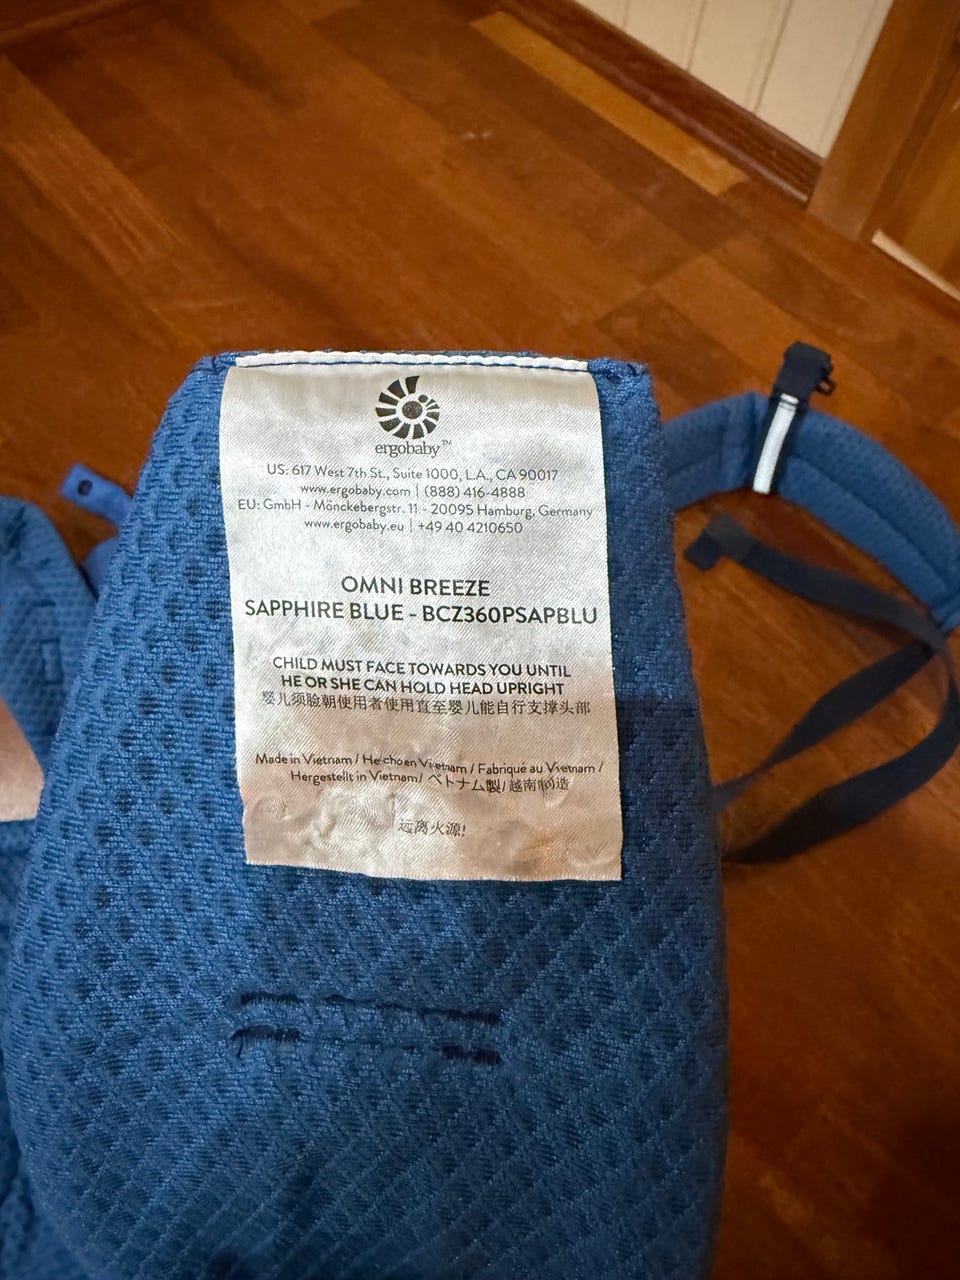 ergobaby™
US: 617 West 7th St., Suite 1000, L.A., CA 90017
www.ergobaby.com | (888) 416-4888
EU: GmbH - Mönckebergstr. 11 - 20095 Hamburg, Germany
www.ergobaby.eu | +49 40 4210650
OMNI BREEZE
SAPPHIRE BLUE - BCZ360PSAPBLU
CHILD MUST FACE TOWARDS YOU UNTIL
HE OR SHE CAN HOLD HEAD UPRIGHT
婴儿须脸朝使用者使用直至婴儿能自行支撑头部
Made in Vietnam / Hecho en Vietnam / Fabriqué au Vietnam /
Hergestellt in Vietnam/ ベトナム製/ 越南制造
远离火源!